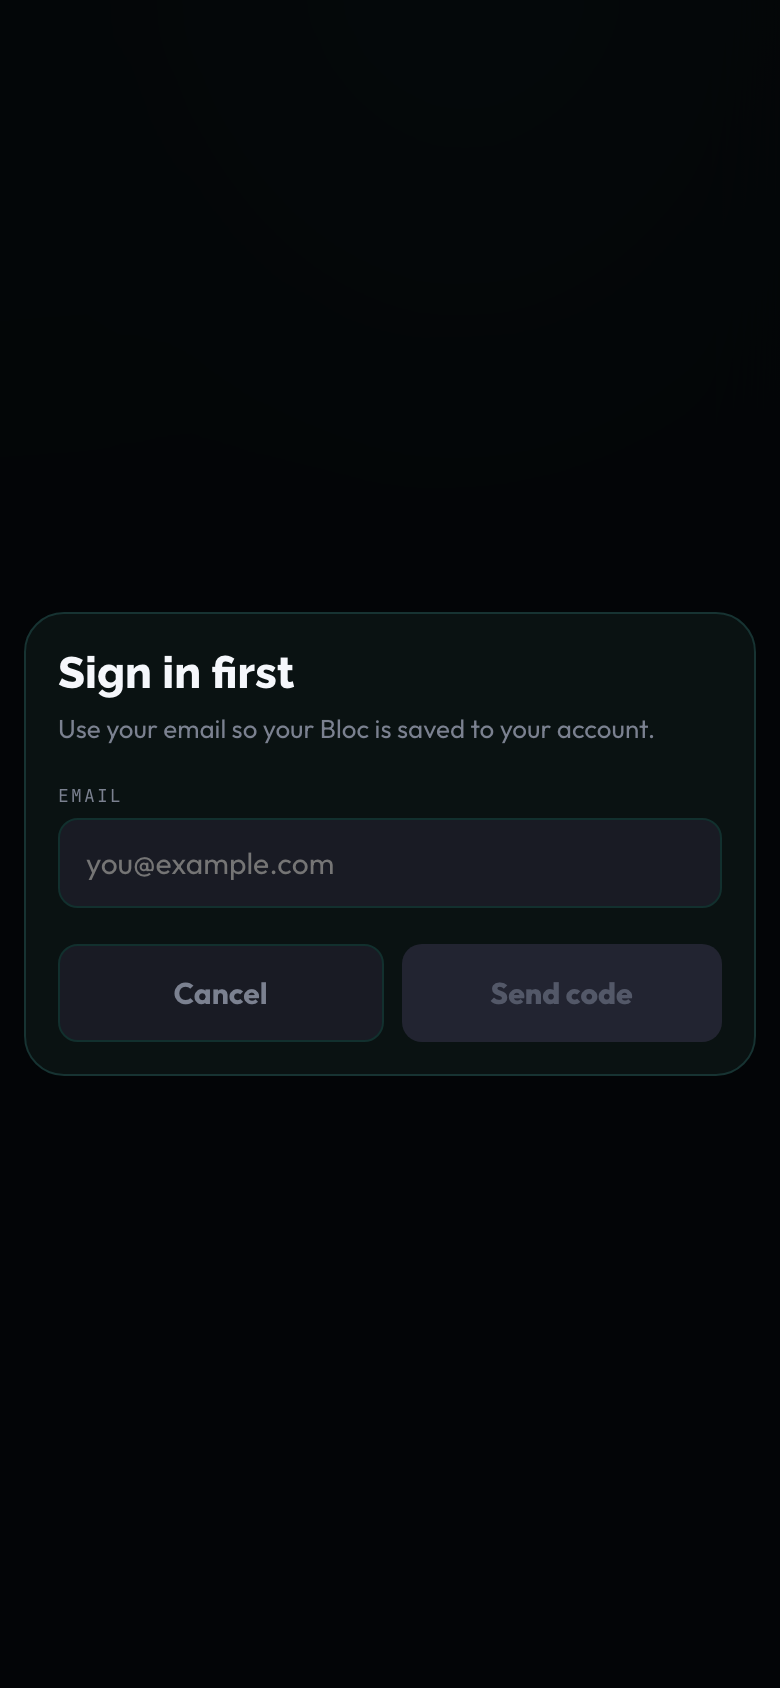 Sign in first
Use your email so your Bloc is saved to your account.
EMAIL
you@example.com
Cancel
Send code